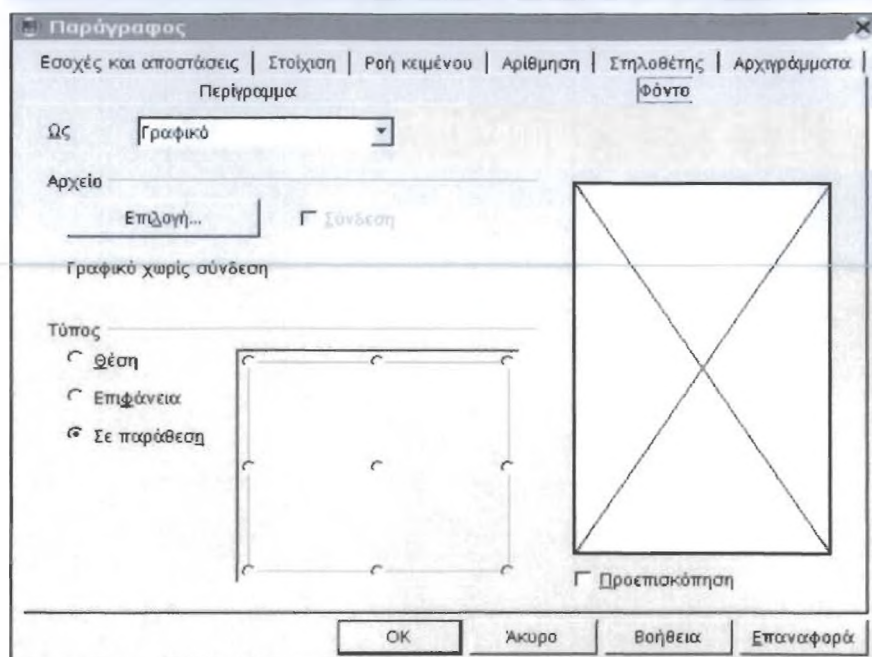 Παράγραφος
Εσοχές και αποστάσεις | Στοίχιση | Ροή κειμένου | Αρίθμηση | Στηλοθέτης | Αρχιγράμματα
Περίγραμμα Φόντο
Ως Γραφικό
Αρχείο
Επιλογή... Σύνδεση
Γραφικό χωρίς σύνδεση
Τύπος
Θέση
Επιφάνεια
Σε παράθεση
Προεπισκόπηση
OK Άκυρο Βοήθεια Επαναφορά